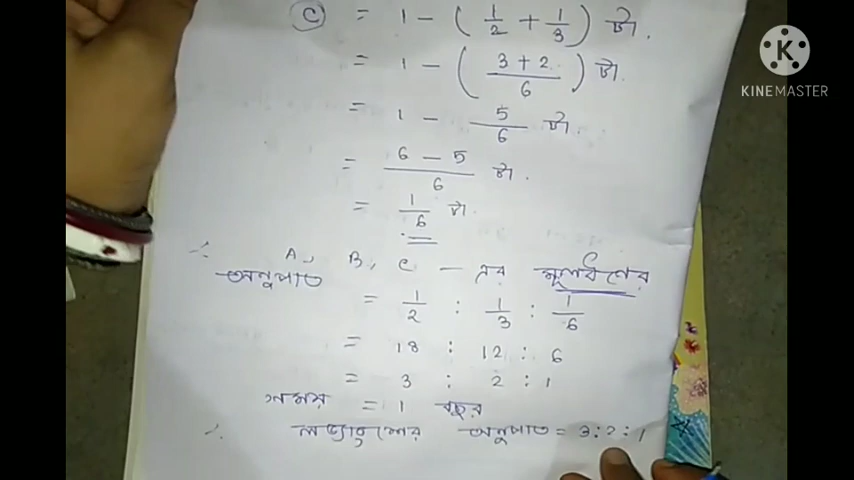 C = 1 - ( 1/2 + 1/3 ) টা.
= 1 - ( 3 + 2 / 6 ) টা.
= 1 - 5/6 টা.
= 6 - 5 / 6 টা.
= 1/6 টা.
∴ A, B, C - এর মূলধনের
অনুপাত
= 1/2 : 1/3 : 1/6
= 18 : 12 : 6
= 3 : 2 : 1
সময় = 1 বছর
∴ লভ্যাংশের অনুপাত = 3:2:1
K
KINEMASTER